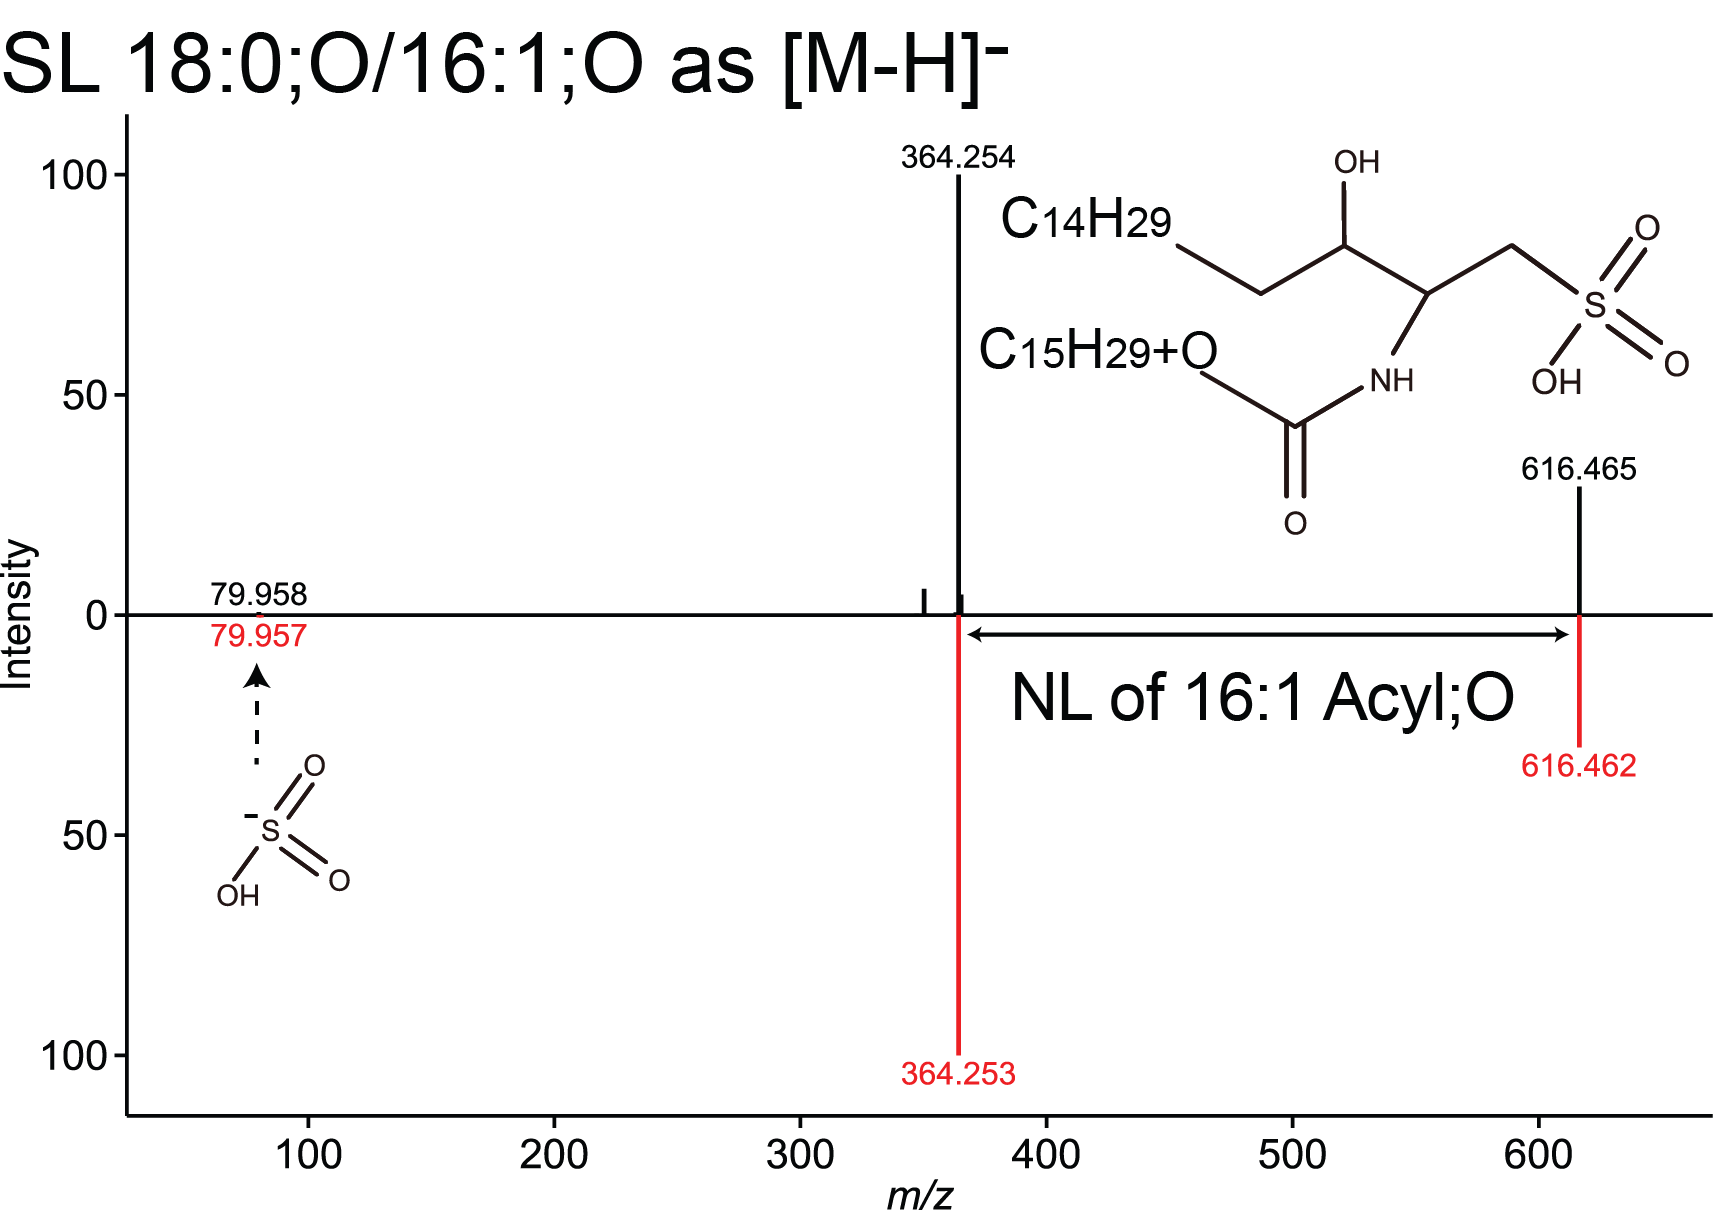 SL 18:0;O/16:1;O as [M-H]⁻
100
50
0
50
100
Intensity
364.254
616.465
79.958
79.957
616.462
364.253
C14H29
OH
C15H29+O
NH
O
S
O
O
OH
NL of 16:1 Acyl;O
O
-S
O
OH
100
200
300
400
500
600
m/z